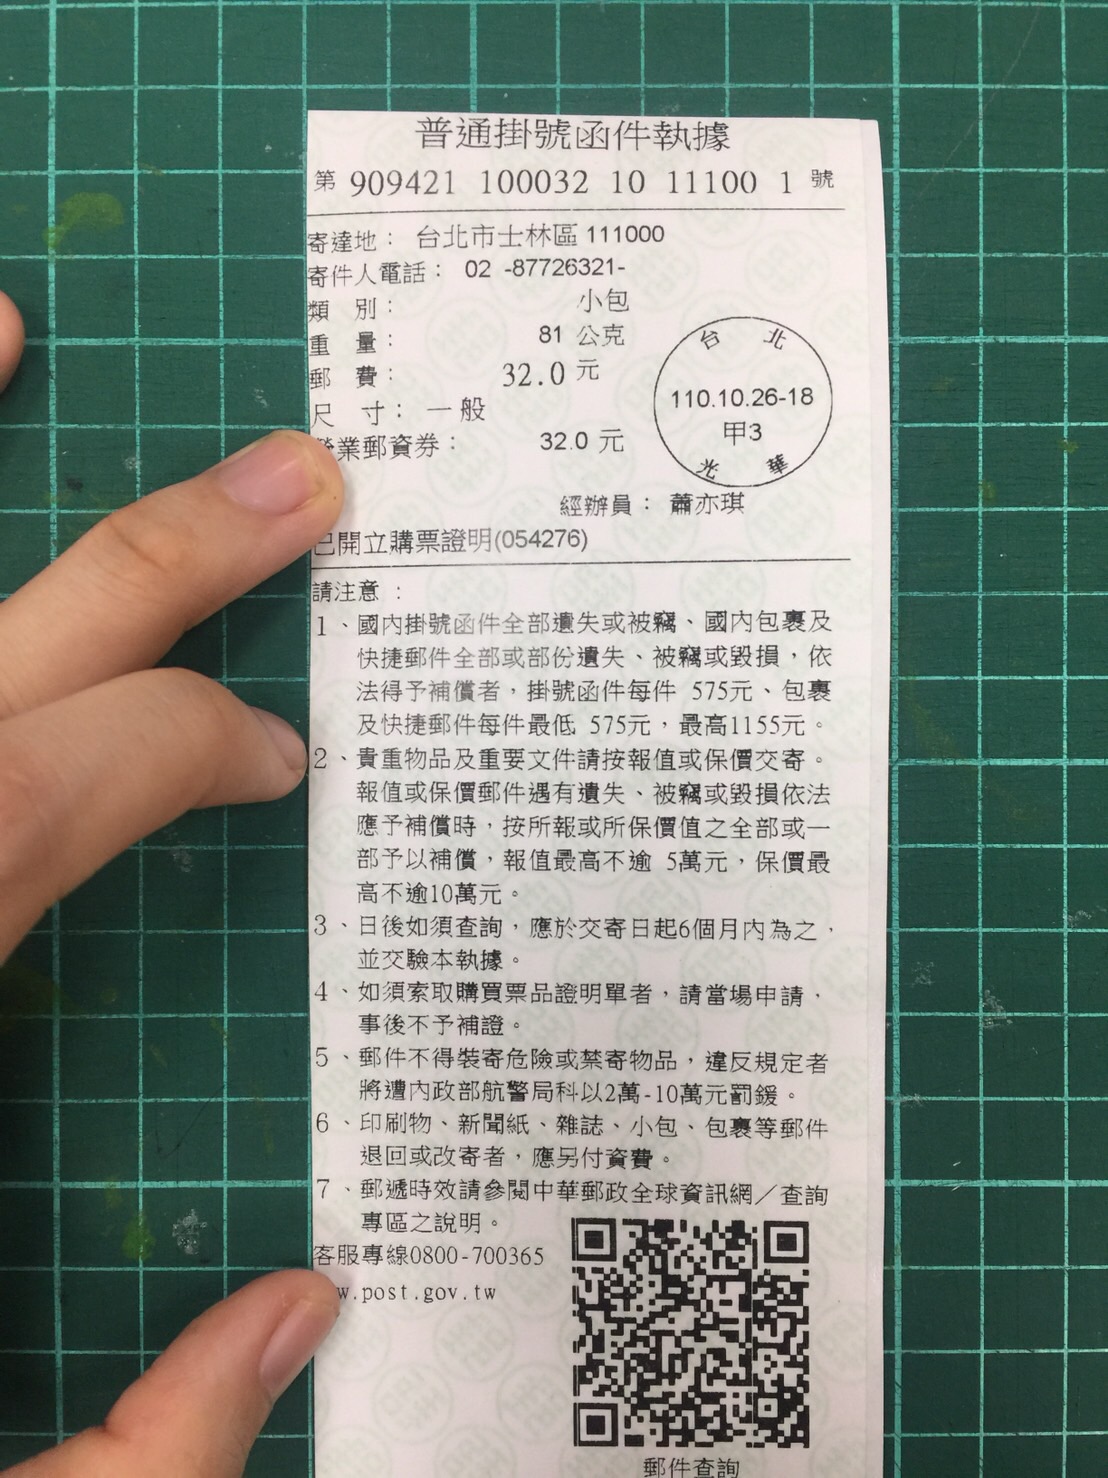 普通掛號函件執據
第 909421 100032 10 11100 1 號
寄達地： 台北市士林區 111000
寄件人電話： 02 -87726321-
類 別： 小包
重 量： 81 公克
郵 費： 32.0 元
尺 寸： 一般
業郵資券： 32.0 元
台北
110.10.26-18
甲3
光華
經辦員： 蕭亦琪
已開立購票證明(054276)
請注意：
1、國內掛號函件全部遺失或被竊、國內包裹及
快捷郵件全部或部份遺失、被竊或毀損，依
法得予補償者，掛號函件每件 575元、包裹
及快捷郵件每件最低 575元，最高1155元。
2、貴重物品及重要文件請按報值或保價交寄。
報值或保價郵件遇有遺失、被竊或毀損依法
應予補償時，按所報或所保價值之全部或一
部予以補償，報值最高不逾 5萬元，保價最
高不逾10萬元。
3、日後如須查詢，應於交寄日起6個月內為之，
並交驗本執據。
4、如須索取購買票品證明單者，請當場申請，
事後不予補證。
5、郵件不得裝寄危險或禁寄物品，違反規定者
將遭內政部航警局科以2萬-10萬元罰鍰。
6、印刷物、新聞紙、雜誌、小包、包裹等郵件
退回或改寄者，應另付資費。
7、郵遞時效請參閱中華郵政全球資訊網／查詢
專區之說明。
客服專線0800-700365
w.post.gov.tw
郵件查詢